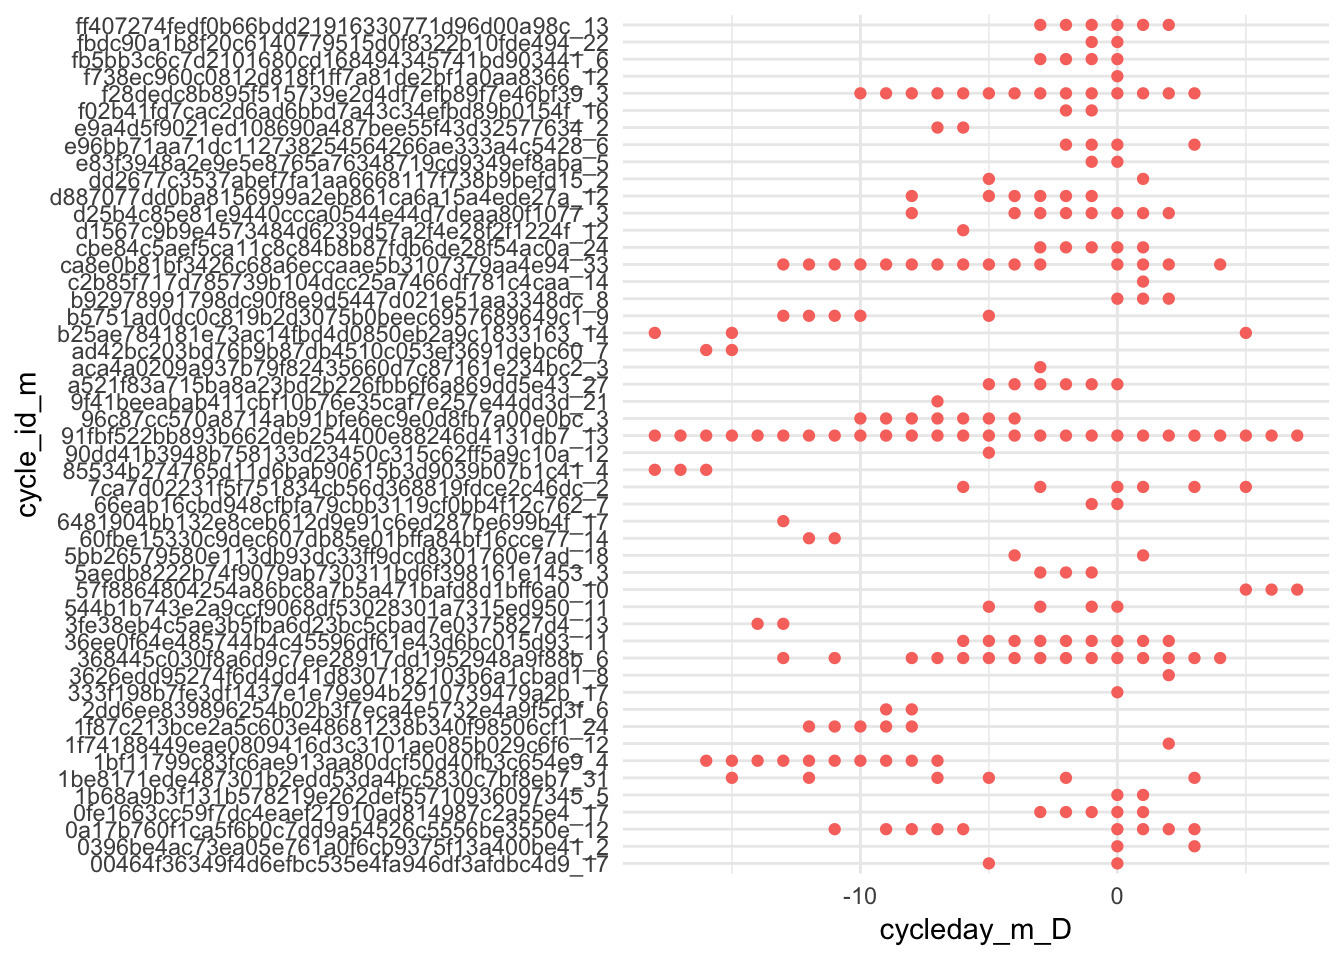 ff407274fedf0b66bdd21916330771d96d00a98c_13
fbdc90a1b8f20c6140779515d0f8322b10fde494_22
fb5bb3c6c7d2101680cd168494345741bd903441_6
f738ec960c0812d818f1ff7a81de2bf1a0aa8366_12
f28dedc8b895f515739e2d4df7efb89f7e46bf39_3
f02b41fd7cac2d6ad6bbd7a43c34efbd89b0154f_16
e9a4d5f9021ed108690a487bee55f43d32577634_2
e96bb71aa71dc112738254564266ae333a4c5428_6
e83f3948a2e9e5e8765a76348719cd9349ef8aba_5
dd2677c3537abef7fa1aa6668117f738b9befd15_2
d887077dd0ba8156999a2eb861ca6a15a4ede27a_12
d25b4c85e81e9440ccca0544e44d7deaa80f1077_3
d1567c9b9e4573484d6239d57a2f4e28f2f1224f_12
cbe84c5aef5ca11c8c84b8b87fdb6de28f54ac0a_24
ca8e0b81bf3426c68a6eccaae5b3107379aa4e94_33
c2b85f717d785739b104dcc25a7466df781c4caa_14
b92978991798dc90f8e9d5447d021e51aa3348dc_8
b5751ad0dc0c819b2d3075b0beec6957689649c1_9
b25ae784181e73ac14fbd4d0850eb2a9c1833163_14
ad42bc203bd76b9b87db4510c053ef3691debc60_7
aca4a0209a937b79f82435660d7c87161e234bc2_3
a521f83a715ba8a23bd2b226fbb6f6a869dd5e43_27
9f41beeabab411cbf10b76e35caf7e257e44dd3d_21
96c87cc570a8714ab91bfe6ec9e0d8fb7a00e0bc_3
91fbf522bb893b662deb254400e88246d4131db7_13
90dd41b3948b758133d23450c315c62ff5a9c10a_12
85534b274765d11d6bab90615b3d9039b07b1c41_4
7ca7d02231f5f751834cb56d368819fdce2c46dc_2
66eab16cbd948cfbfa79cbb3119cf0bb4f12c762_7
6481904bb132e8ceb612d9e91c6ed287be699b4f_17
60fbe15330c9dec607db85e01bffa84bf16cce77_14
5bb26579580e113db93dc33ff9dcd8301760e7ad_18
5aedb8222b74f9079ab730311bd6f398161e1453_3
57f8864804254a86bc8a7b5a471bafd8d1bff6a0_10
544b1b743e2a9ccf9068df53028301a7315ed950_11
3fe38eb4c5ae3b5fba6d23bc5cbad7e0375827d4_13
36ee0f64e485744b4c45596df61e43d6bc015d93_11
368445c030f8a6d9c7ee28917dd1952948a9f88b_6
3626edd95274f6d4dd41d8307182103b6a1cbad1_8
333f198b7fe3df1437e1e79e94b2910739479a2b_17
2dd6ee839896254b02b3f7eca4e5732e4a9f5d3f_6
1f87c213bce2a5c603e48681238b340f98506cf1_24
1f74188449eae0809416d3c3101ae085b029c6f6_12
1bf11799c83fc6ae913aa80dcf50d40fb3c654e9_4
1be8171ede487301b2edd53da4bc5830c7bf8eb7_31
1b68a9b3f131b578219e262def55710936097345_5
0fe1663cc59f7dc4eaef21910ad814987c2a55e4_17
0a17b760f1ca5f6b0c7dd9a54526c5556be3550e_12
0396be4ac73ea05e761a0f6cb9375f13a400be41_2
00464f36349f4d6efbc535e4fa946df3afdbc4d9_17
cycle_id_m
-10 0
cycleday_m_D